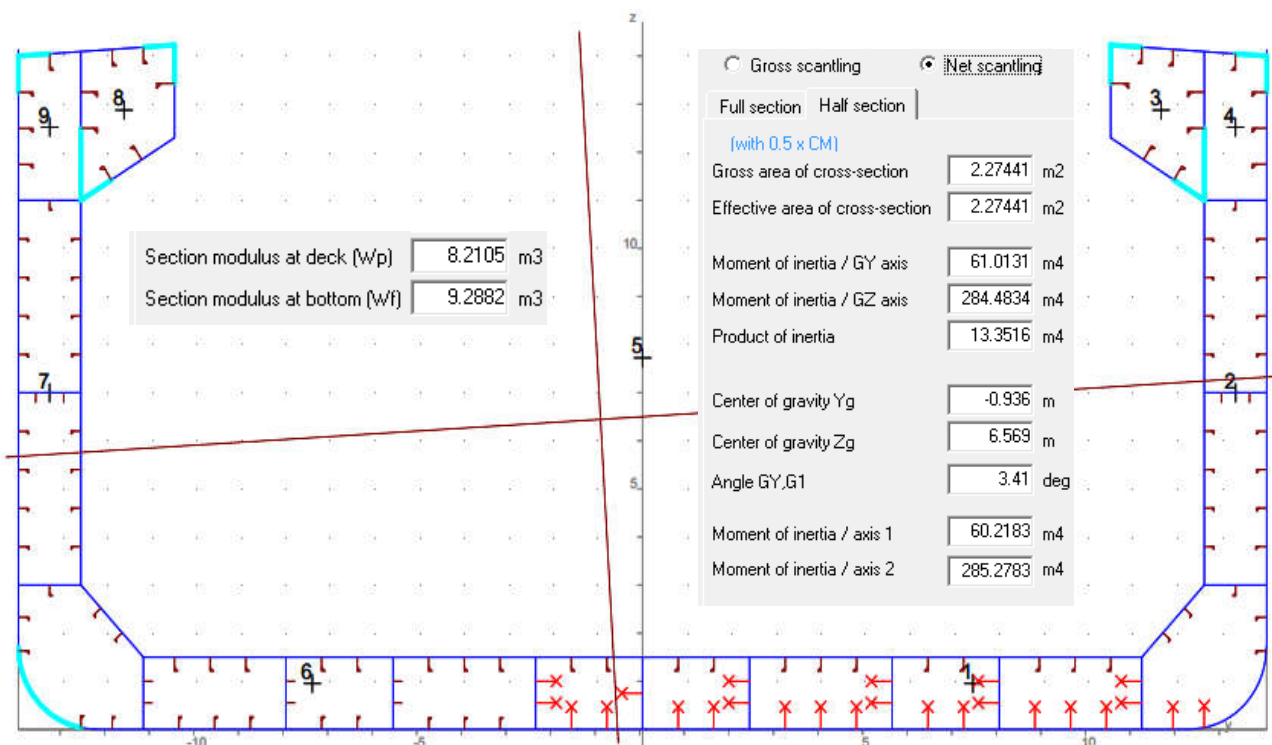 z
Gross scantling Net scantling
Full section Half section
(with 0.5 x CM)
Gross area of cross-section 2.27441 m2
Effective area of cross-section 2.27441 m2
Moment of inertia / GY axis 61.0131 m4
Moment of inertia / GZ axis 284.4834 m4
Product of inertia 13.3516 m4
Center of gravity Yg -0.936 m
Center of gravity Zg 6.569 m
Angle GY,G1 3.41 deg
Moment of inertia / axis 1 60.2183 m4
Moment of inertia / axis 2 285.2783 m4
Section modulus at deck (Wp) 8.2105 m3
Section modulus at bottom (Wf) 9.2882 m3
9
8
3
4
10
5
7
2
5
6
1
-10
-5
5
10
y